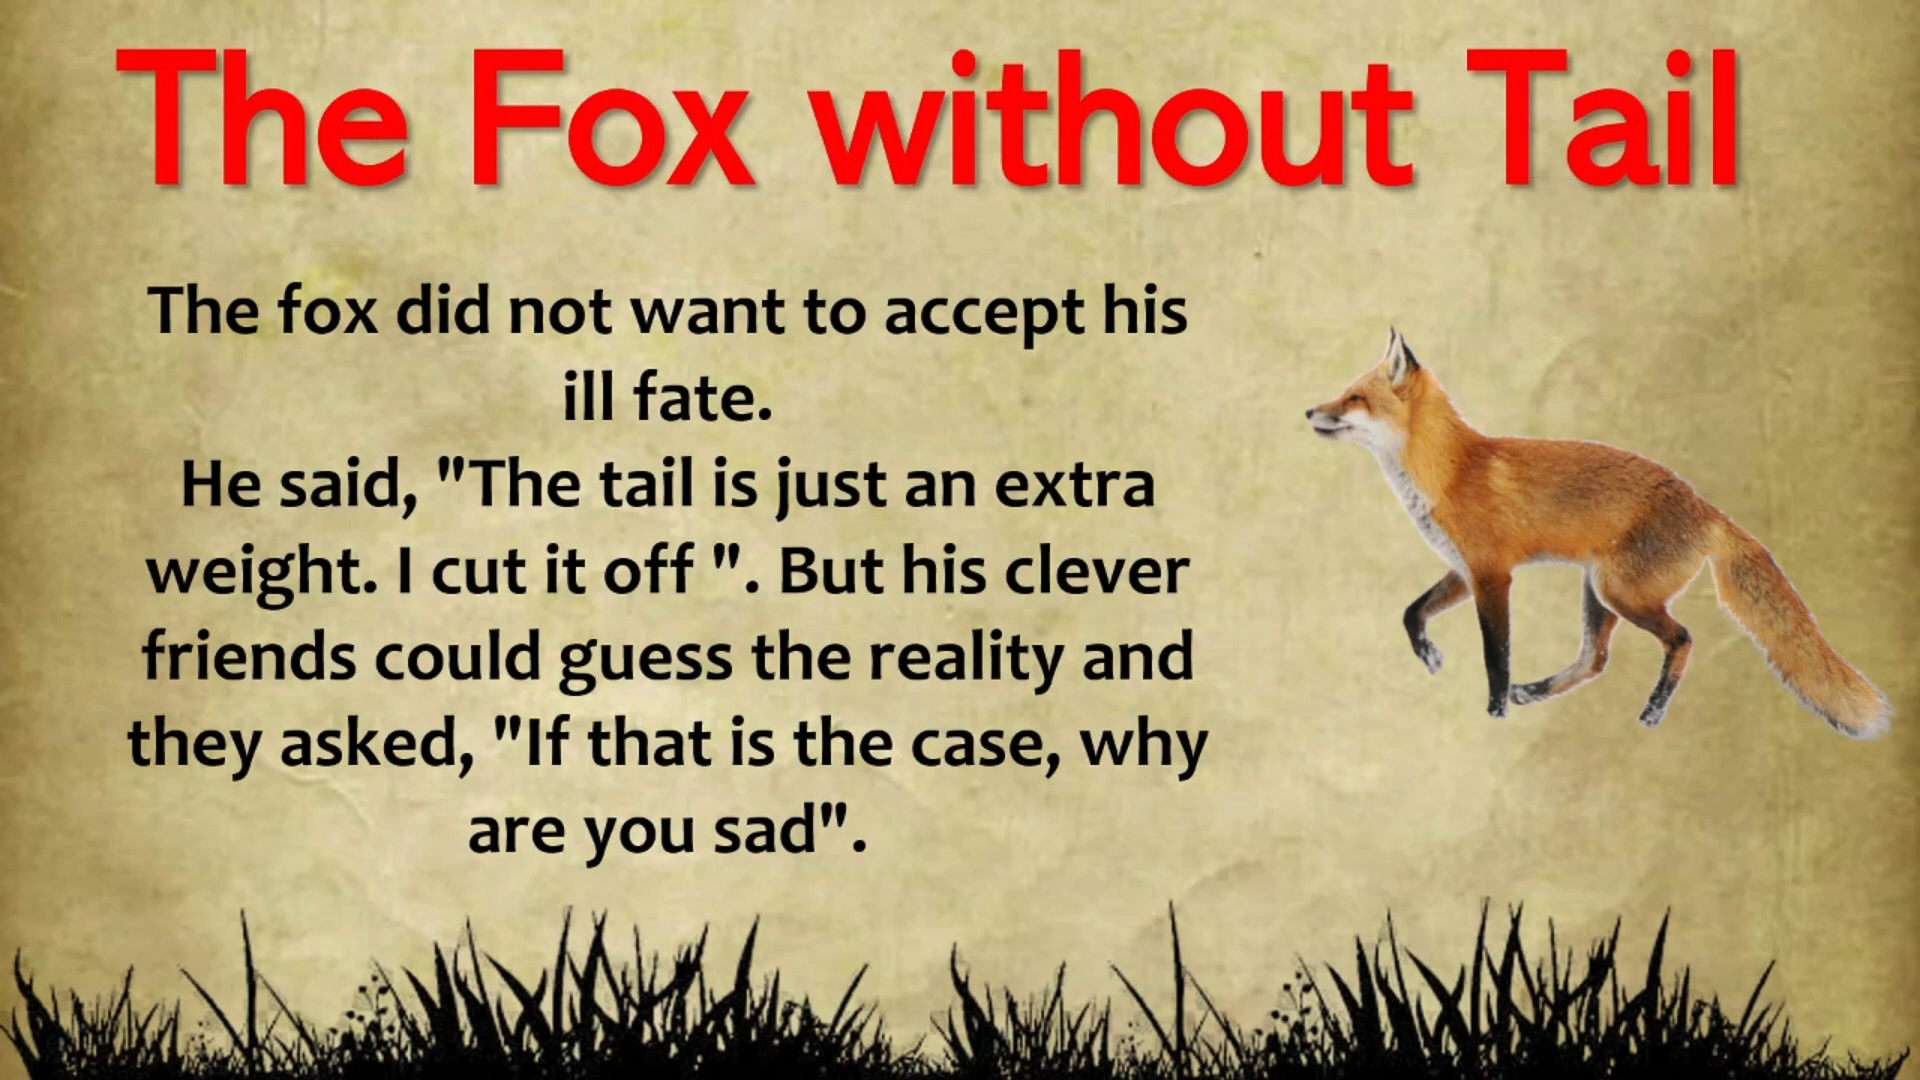 The Fox without Tail
The fox did not want to accept his
ill fate.
He said, "The tail is just an extra
weight. I cut it off ". But his clever
friends could guess the reality and
they asked, "If that is the case, why
are you sad".